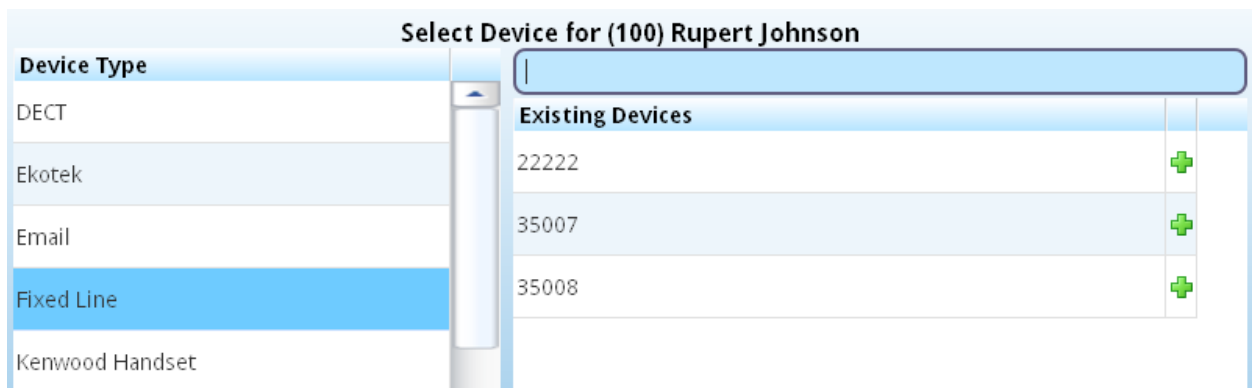 Select Device for (100) Rupert Johnson
Device Type
DECT
Ekotek
Email
Fixed Line
Kenwood Handset
Existing Devices
22222
35007
35008